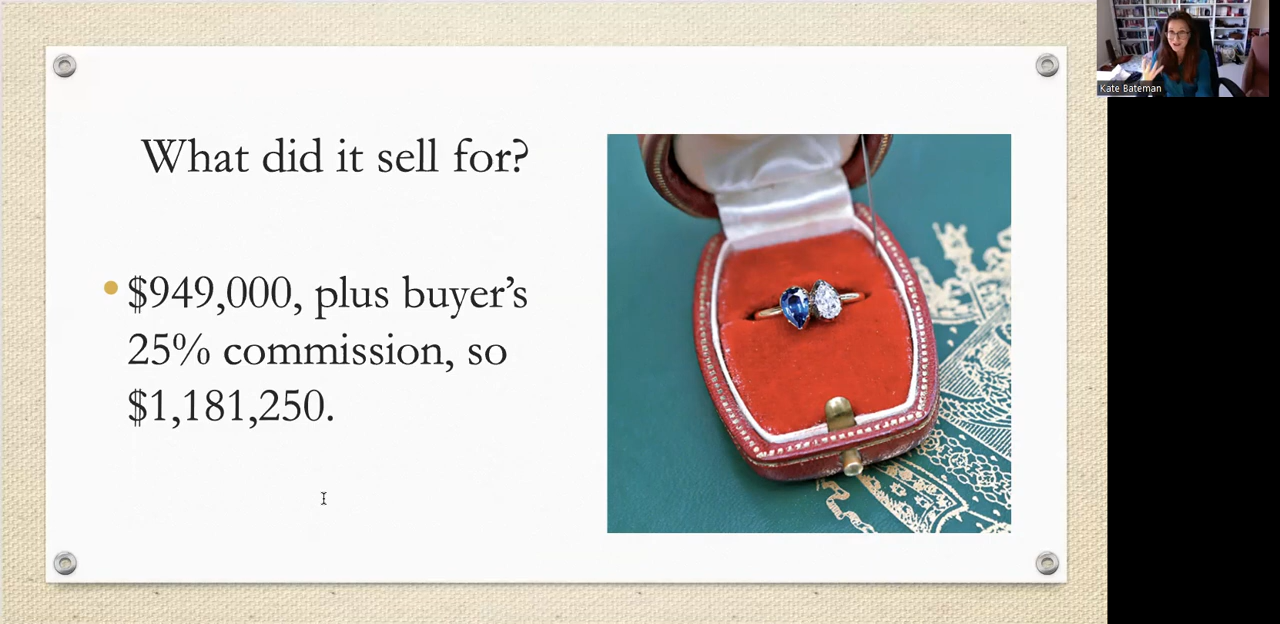 What did it sell for?
$949,000, plus buyer’s
25% commission, so
$1,181,250.
Kate Bateman